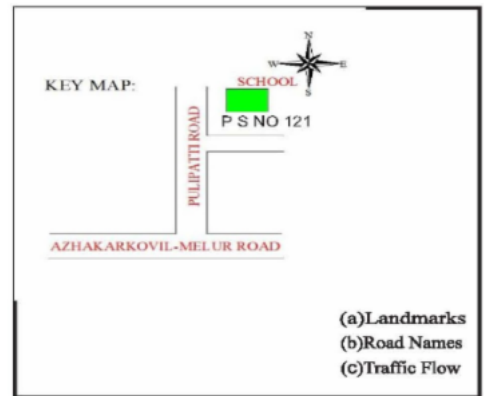 N
W E
S
SCHOOL
KEY MAP:
P S NO 121
PULIPATTI ROAD
AZHAKARKOVIL-MELUR ROAD
(a)Landmarks
(b)Road Names
(c)Traffic Flow